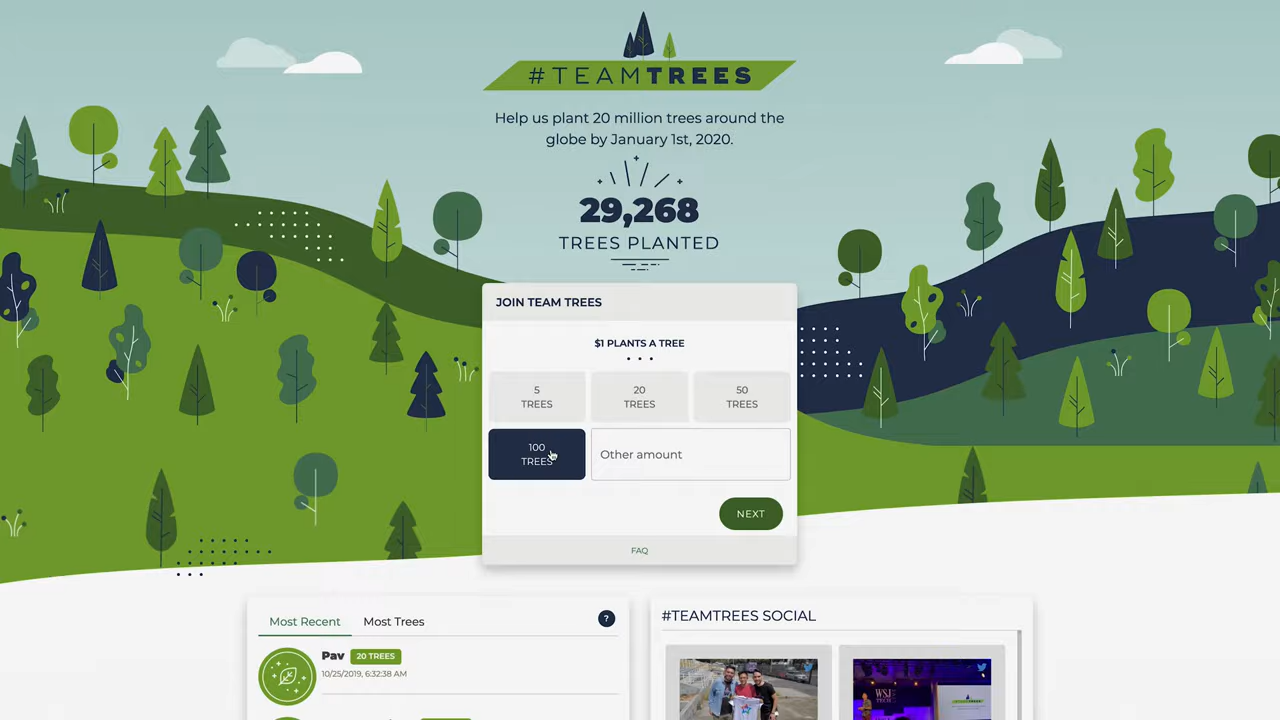 #TEAMTREES
Help us plant 20 million trees around the
globe by January 1st, 2020.
29,268
TREES PLANTED
JOIN TEAM TREES
$1 PLANTS A TREE
5
TREES
20
TREES
50
TREES
100
TREES
Other amount
NEXT
FAQ
Most Recent
Most Trees
?
Pav
20 TREES
10/25/2019, 6:32:38 AM
#TEAMTREES SOCIAL
WSJ
TECH